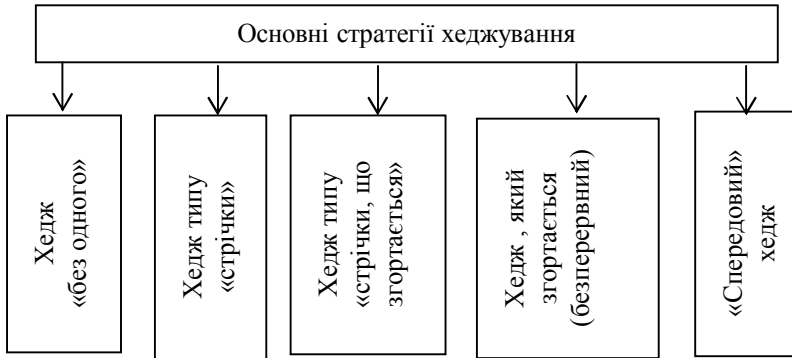 Основні стратегії хеджування
Хедж
«без одного»
Хедж типу
«стрічки»
Хедж типу
«стрічки, що
згортається»
Хедж , який
згортається
(безперервний)
«Спередовий»
хедж